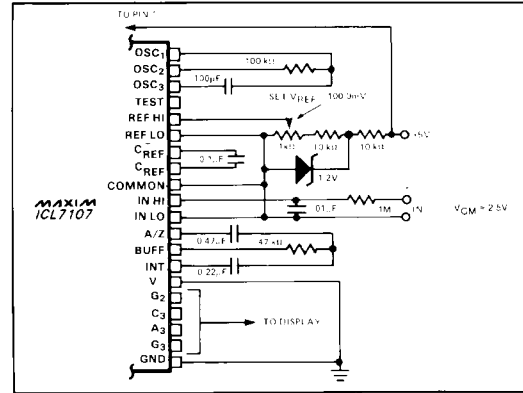 TO PIN 1
OSC1
100 kΩ
OSC2
OSC3
100µF
TEST
SET VREF
100.0mV
REF HI
REF LO
1kΩ
10 kΩ
10 kΩ
+5V
CREF
0.1µF
CREF
1.2V
COMMON
MAXIM
ICL7107
IN HI
.01µF
1M
IN
VCM = 2.5V
IN LO
A/Z
0.47µF
47 kΩ
BUFF
INT
0.22µF
V
G2
C3
TO DISPLAY
A3
G3
GND